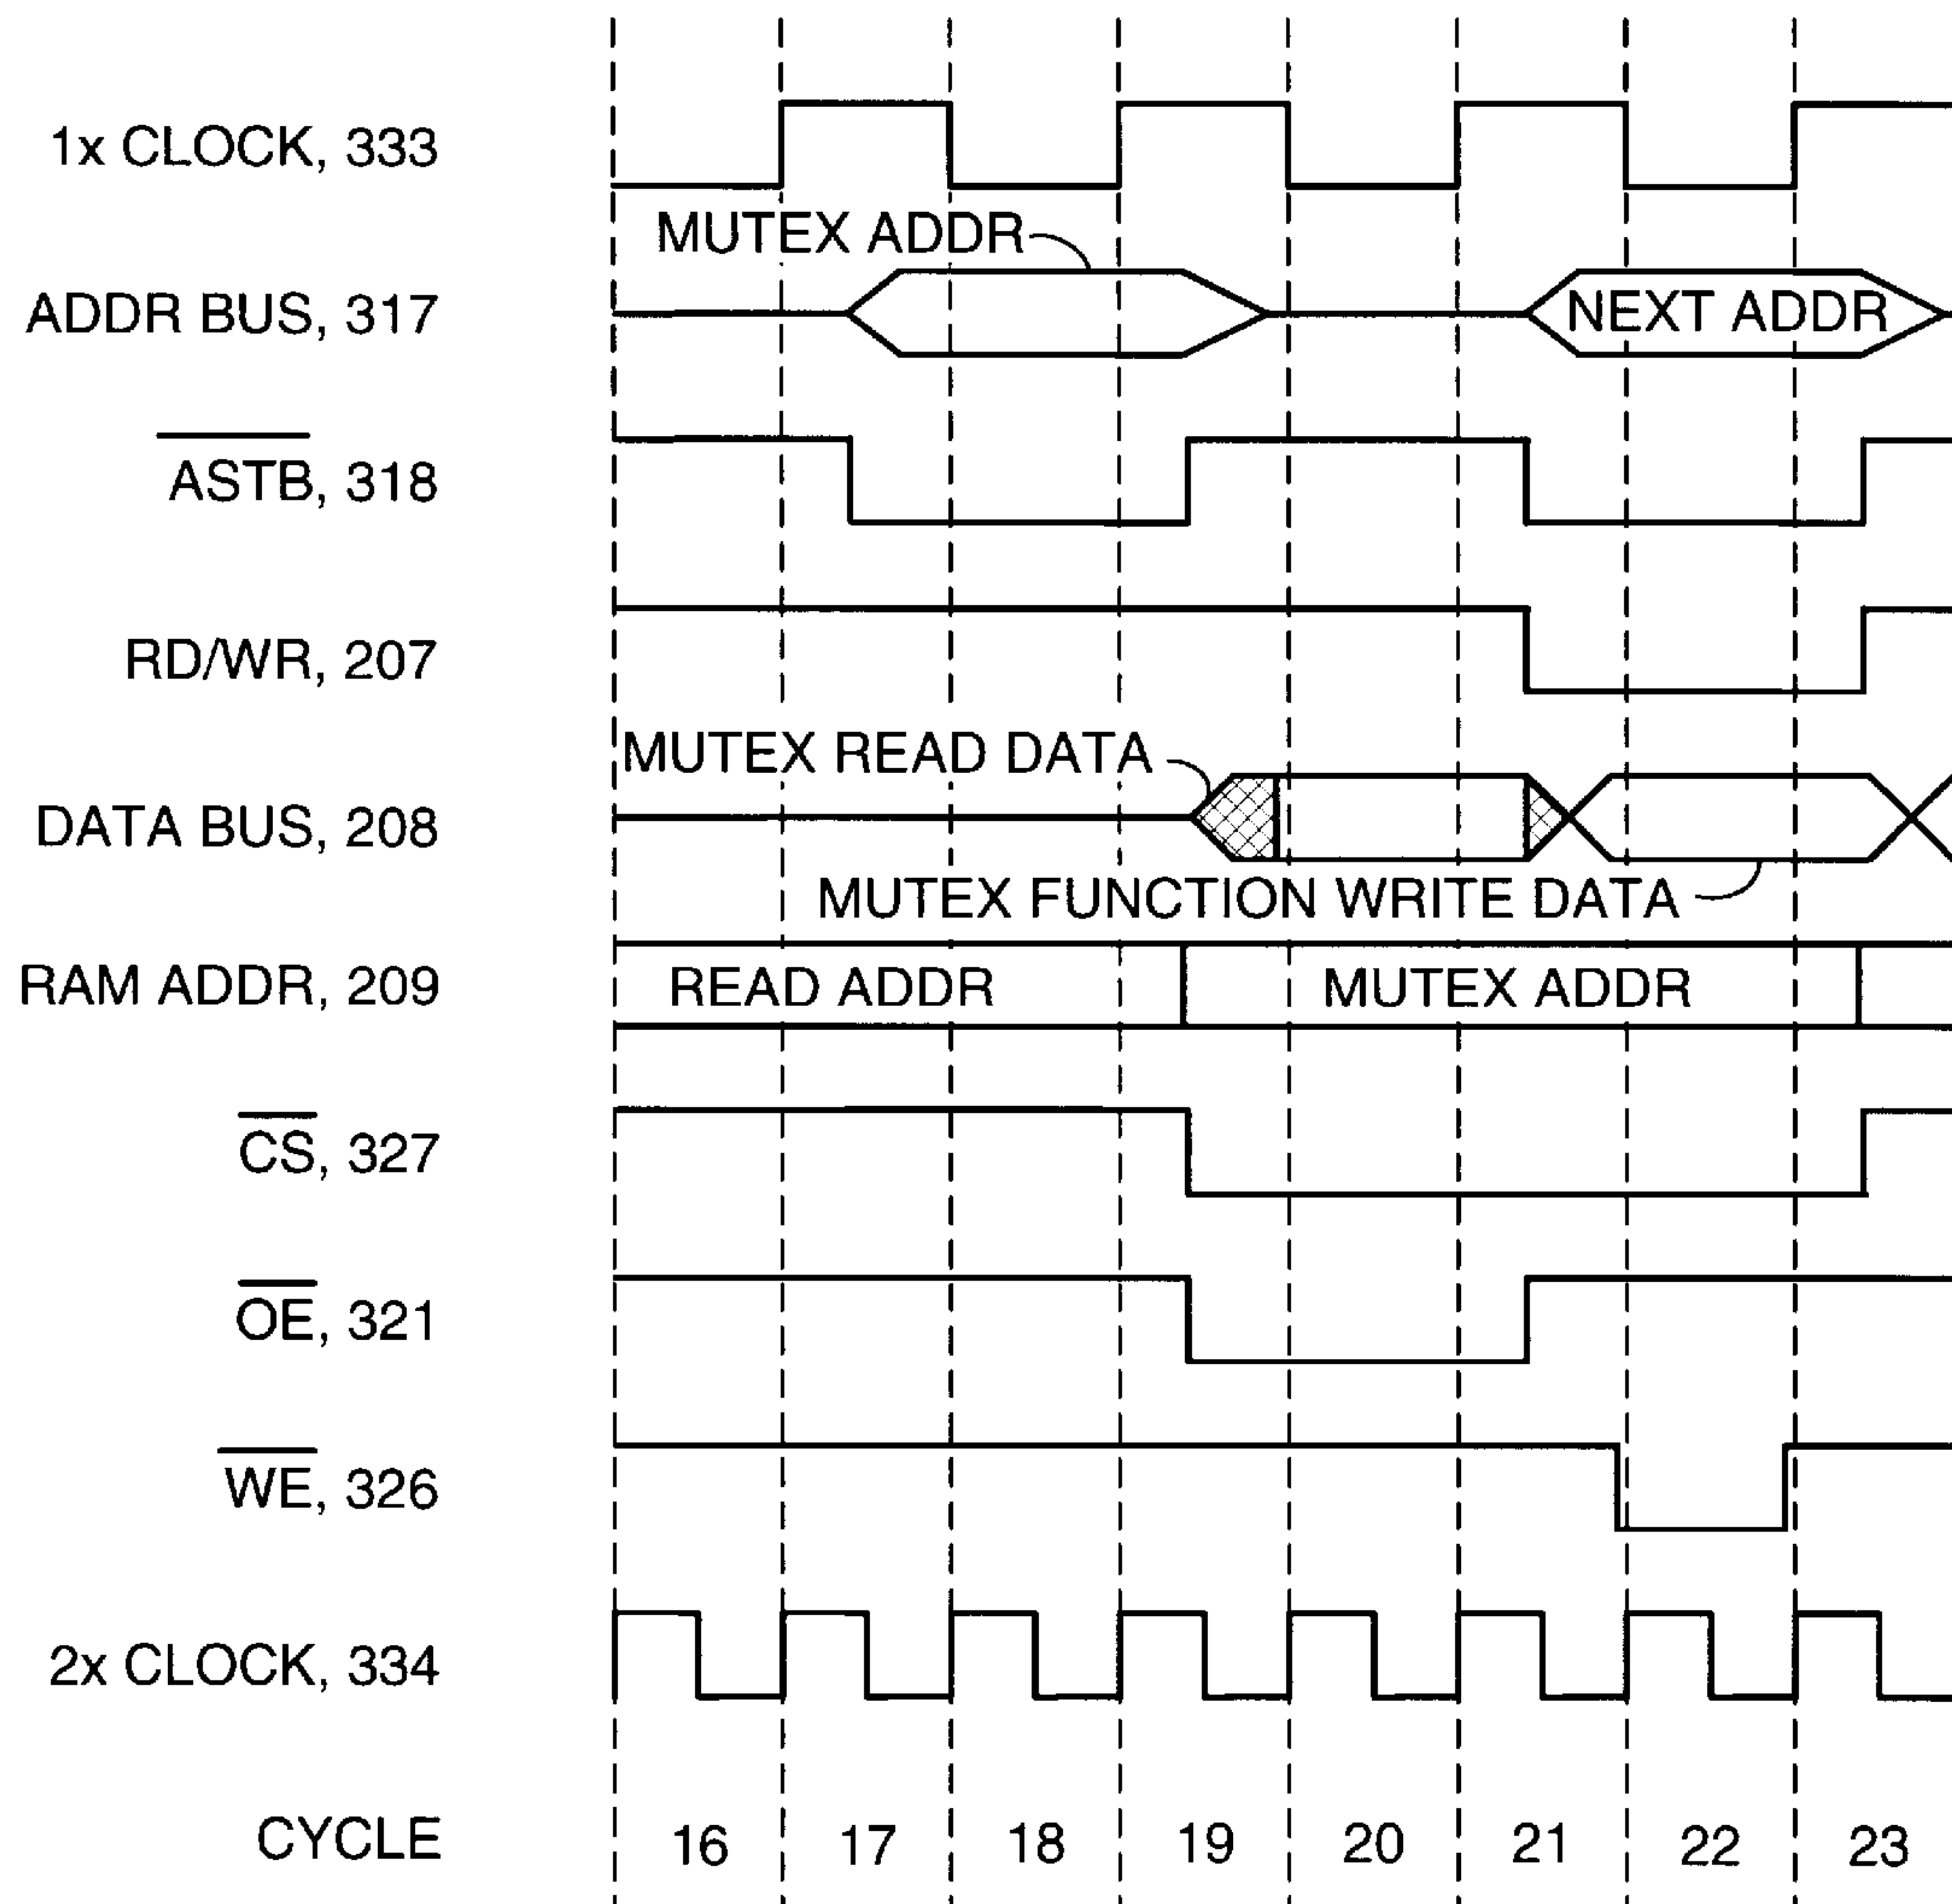 1x CLOCK, 333
MUTEX ADDR
ADDR BUS, 317
NEXT ADDR
ASTB, 318
RD/WR, 207
MUTEX READ DATA
DATA BUS, 208
MUTEX FUNCTION WRITE DATA
RAM ADDR, 209
READ ADDR
MUTEX ADDR
CS, 327
OE, 321
WE, 326
2x CLOCK, 334
CYCLE
16
17
18
19
20
21
22
23